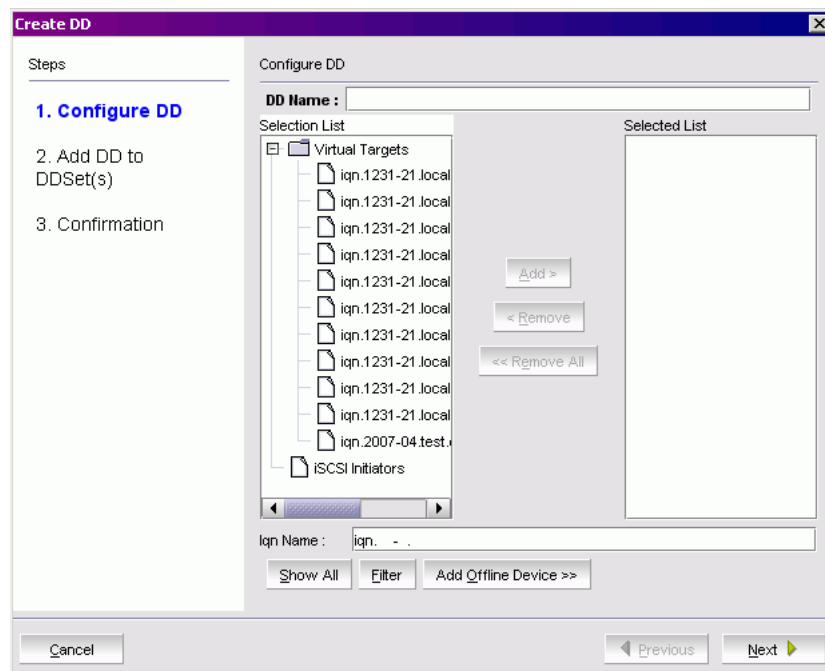 Create DD
Steps
1. Configure DD
2. Add DD to
DDSet(s)
3. Confirmation
Configure DD
DD Name :
Selection List
Virtual Targets
iqn.1231-21.local
iqn.1231-21.local
iqn.1231-21.local
iqn.1231-21.local
iqn.1231-21.local
iqn.1231-21.local
iqn.1231-21.local
iqn.1231-21.local
iqn.1231-21.local
iqn.1231-21.local
iqn.2007-04.test.
iSCSI Initiators
Add >
< Remove
<< Remove All
Selected List
Iqn Name : iqn. - .
Show All Filter Add Offline Device >>
Cancel Previous Next